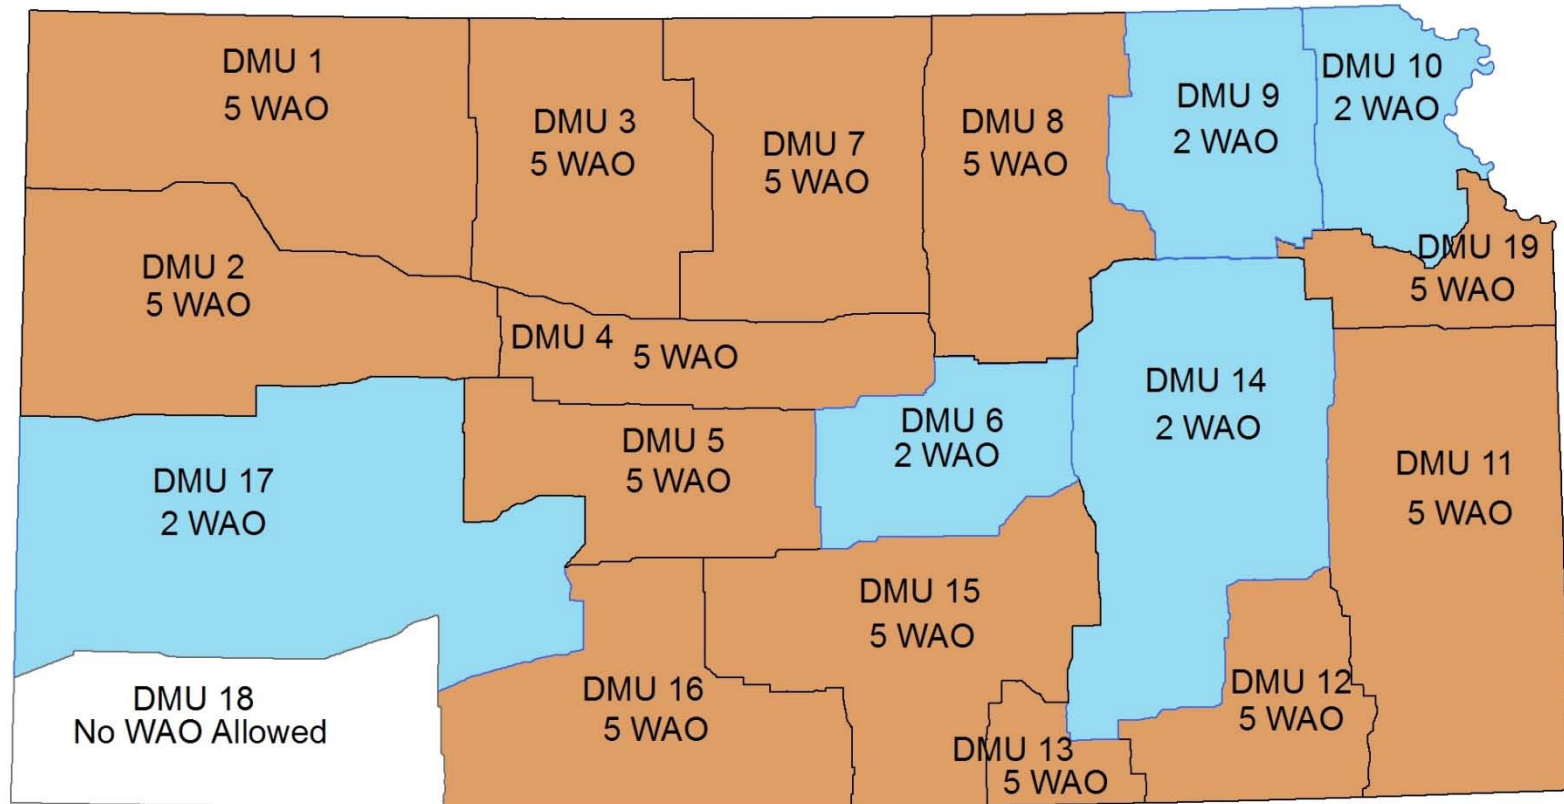 DMU 1
5 WAO
DMU 3
5 WAO
DMU 7
5 WAO
DMU 8
5 WAO
DMU 9
2 WAO
DMU 10
2 WAO
DMU 2
5 WAO
DMU 19
5 WAO
DMU 4 5 WAO
DMU 14
2 WAO
DMU 6
2 WAO
DMU 5
5 WAO
DMU 17
2 WAO
DMU 11
5 WAO
DMU 15
5 WAO
DMU 18
No WAO Allowed
DMU 16
5 WAO
DMU 12
5 WAO
DMU 13
5 WAO